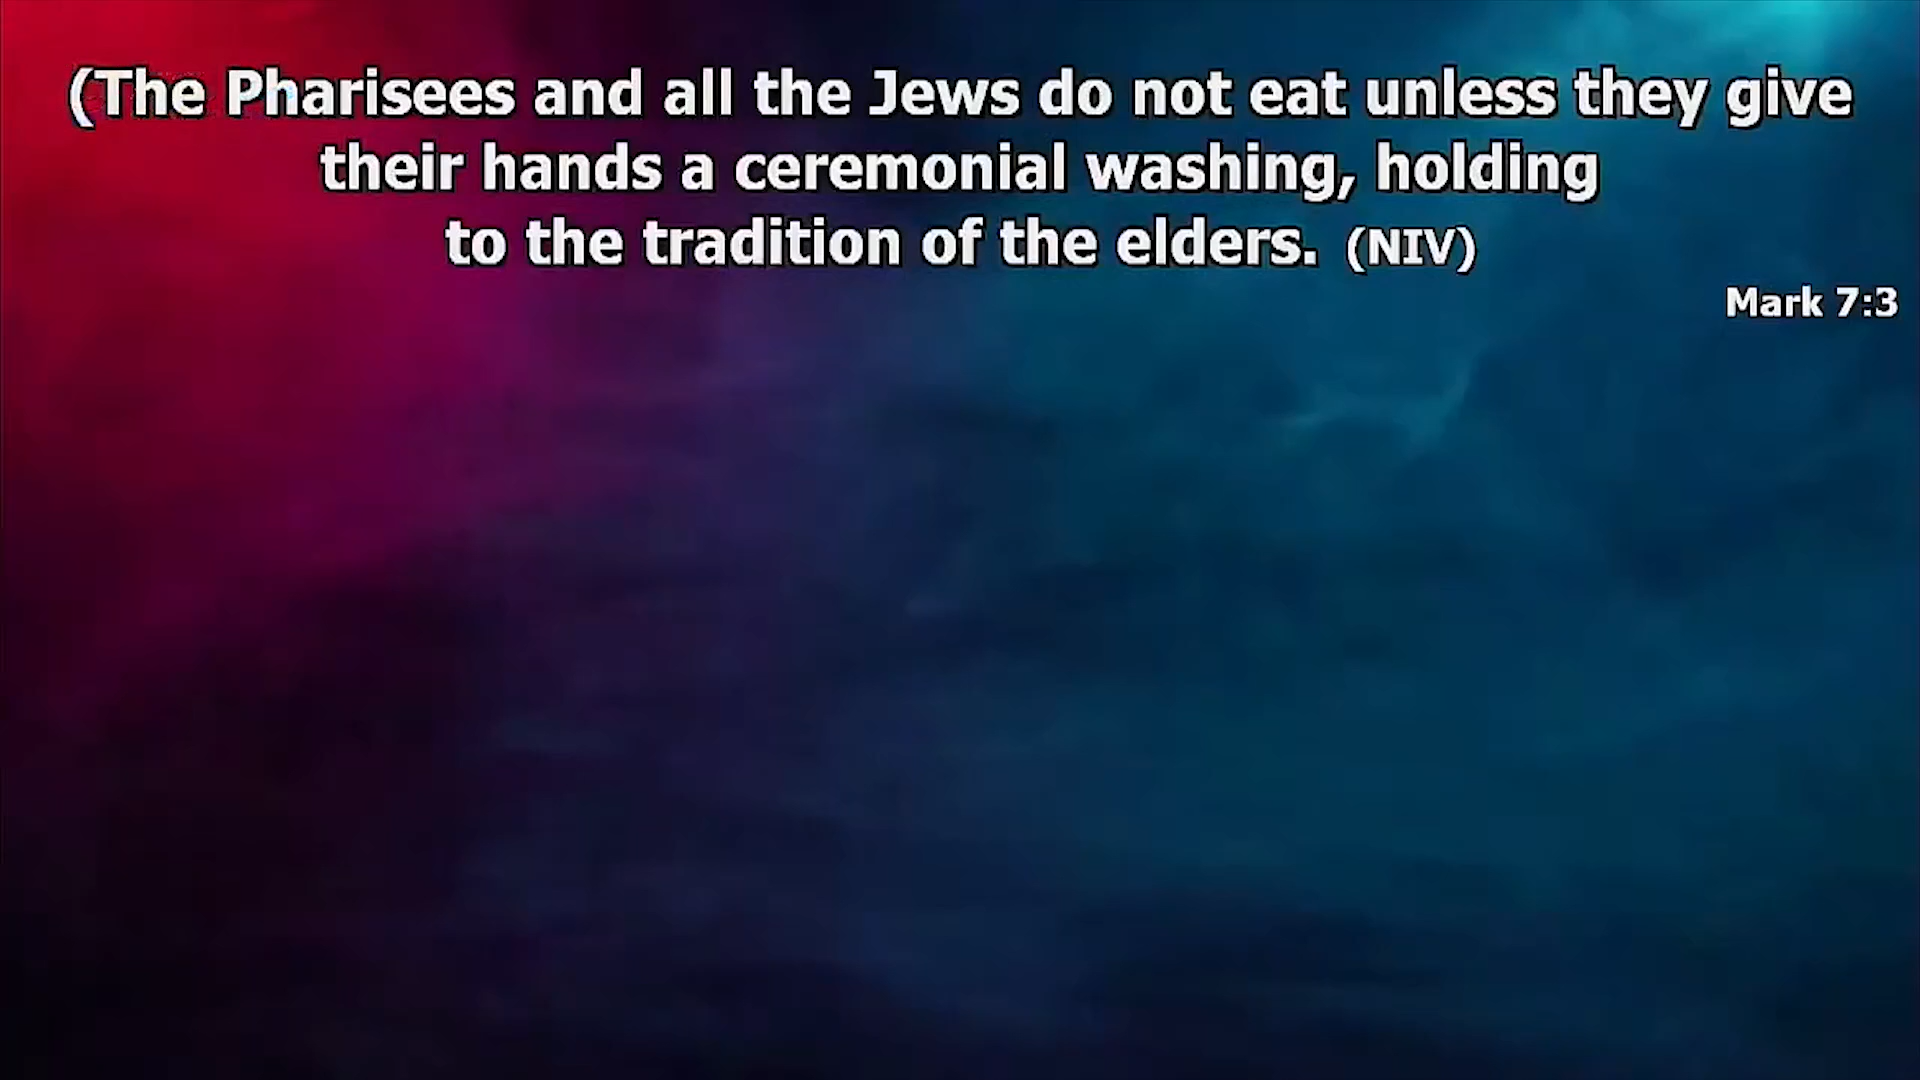 (The Pharisees and all the Jews do not eat unless they give
their hands a ceremonial washing, holding
to the tradition of the elders. (NIV)
Mark 7:3